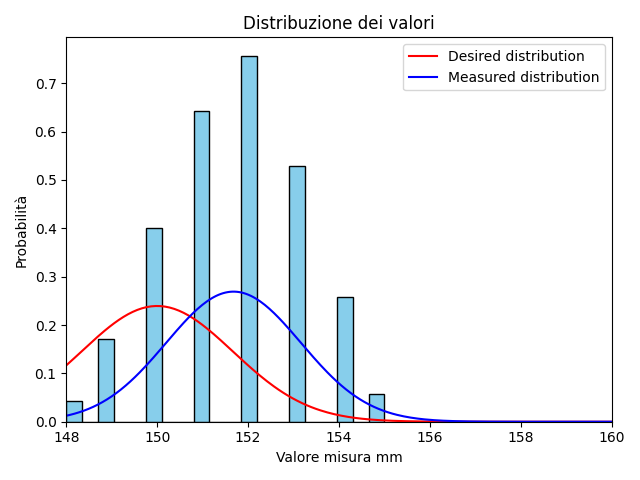 Distribuzione dei valori
Desired distribution
Measured distribution
Probabilità
0.7
0.6
0.5
0.4
0.3
0.2
0.1
0.0
148 150 152 154 156 158 160
Valore misura mm